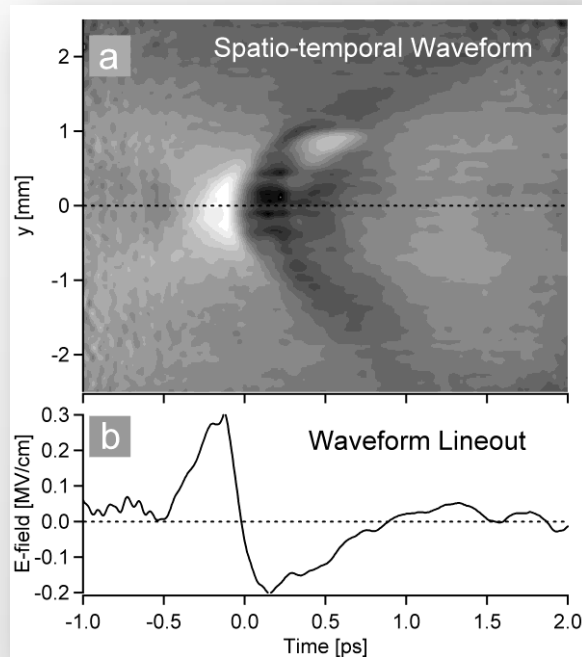 a
Spatio-temporal Waveform
y [mm]
2
1
0
-1
-2
b
Waveform Lineout
E-field [MV/cm]
0.3
0.2
0.1
0.0
-0.1
-0.2
-1.0 -0.5 0.0 0.5 1.0 1.5 2.0
Time [ps]